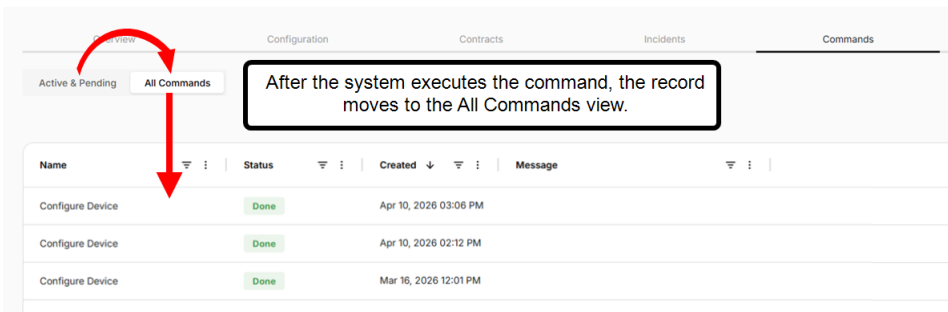 Overview Configuration Contracts Incidents Commands
Active & Pending All Commands
After the system executes the command, the record
moves to the All Commands view.
Name Status Created Message
Configure Device Done Apr 10, 2026 03:06 PM
Configure Device Done Apr 10, 2026 02:12 PM
Configure Device Done Mar 16, 2026 12:01 PM